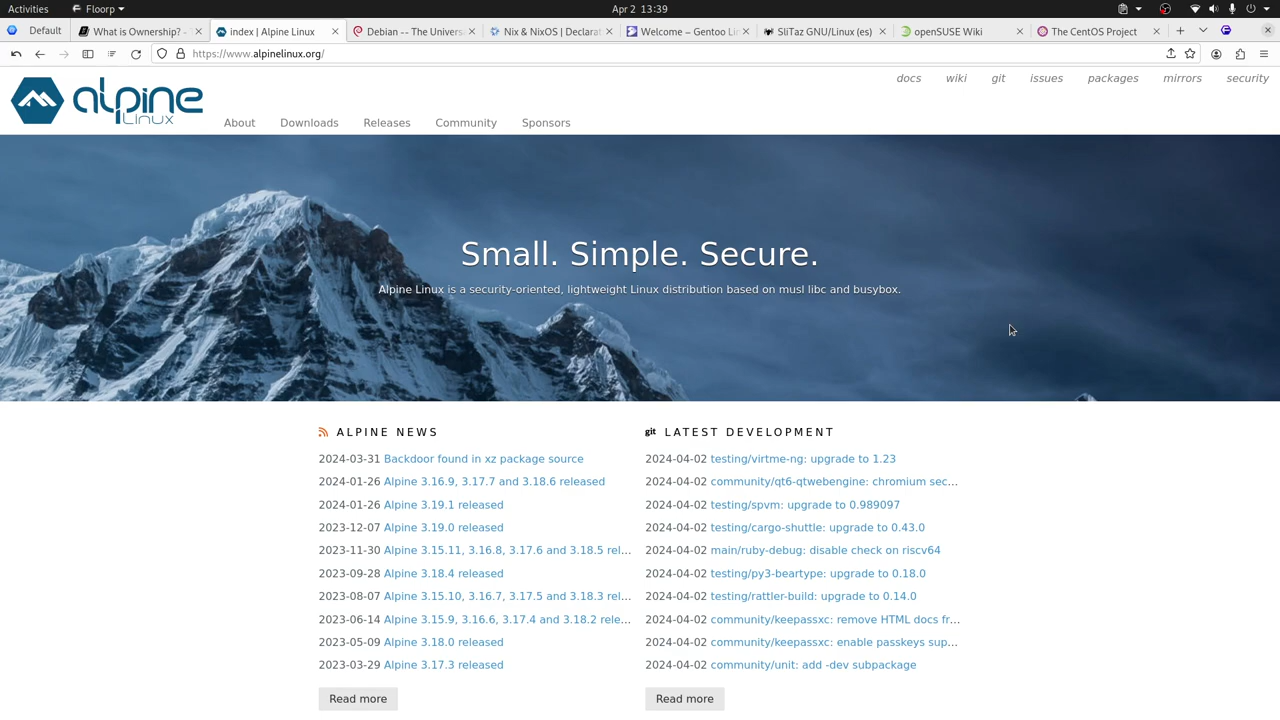 Activities
Floorp
Apr 2 13:39
Default
What is Ownership? -
index | Alpine Linux
Debian -- The Univers
Nix & NixOS | Declarat
Welcome – Gentoo Li
SliTaz GNU/Linux (es)
openSUSE Wiki
The CentOS Project
https://www.alpinelinux.org/
docs
wiki
git
issues
packages
mirrors
security
alpine
LINUX
About
Downloads
Releases
Community
Sponsors
Small. Simple. Secure.
Alpine Linux is a security-oriented, lightweight Linux distribution based on musl libc and busybox.
ALPINE NEWS
2024-03-31 Backdoor found in xz package source
2024-01-26 Alpine 3.16.9, 3.17.7 and 3.18.6 released
2024-01-26 Alpine 3.19.1 released
2023-12-07 Alpine 3.19.0 released
2023-11-30 Alpine 3.15.11, 3.16.8, 3.17.6 and 3.18.5 rel...
2023-09-28 Alpine 3.18.4 released
2023-08-07 Alpine 3.15.10, 3.16.7, 3.17.5 and 3.18.3 rel...
2023-06-14 Alpine 3.15.9, 3.16.6, 3.17.4 and 3.18.2 rele...
2023-05-09 Alpine 3.18.0 released
2023-03-29 Alpine 3.17.3 released
Read more
git LATEST DEVELOPMENT
2024-04-02 testing/virtme-ng: upgrade to 1.23
2024-04-02 community/qt6-qtwebengine: chromium sec...
2024-04-02 testing/spvm: upgrade to 0.989097
2024-04-02 testing/cargo-shuttle: upgrade to 0.43.0
2024-04-02 main/ruby-debug: disable check on riscv64
2024-04-02 testing/py3-beartype: upgrade to 0.18.0
2024-04-02 testing/rattler-build: upgrade to 0.14.0
2024-04-02 community/keepassxc: remove HTML docs fr...
2024-04-02 community/keepassxc: enable passkeys sup...
2024-04-02 community/unit: add -dev subpackage
Read more